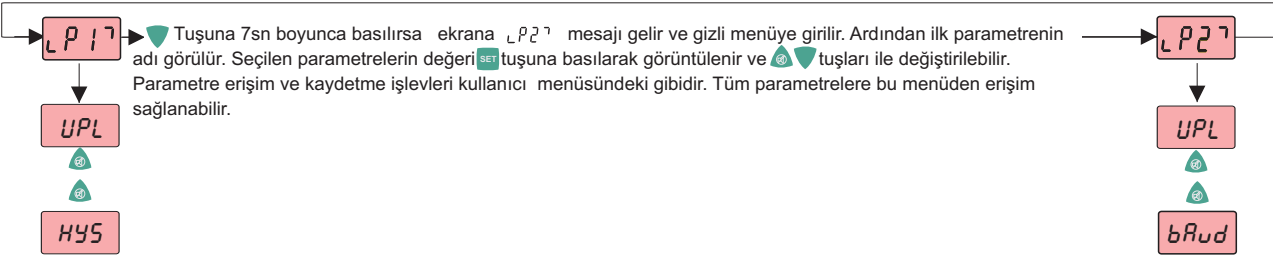 ┌P1┐
Tuşuna 7sn boyunca basılırsa ekrana ┌P2┐ mesajı gelir ve gizli menüye girilir. Ardından ilk parametrenin
adı görülür. Seçilen parametrelerin değeri SET tuşuna basılarak görüntülenir ve tuşları ile değiştirilebilir.
Parametre erişim ve kaydetme işlevleri kullanıcı menüsündeki gibidir. Tüm parametrelere bu menüden erişim
sağlanabilir.
UPL
HYS
┌P2┐
UPL
bAud